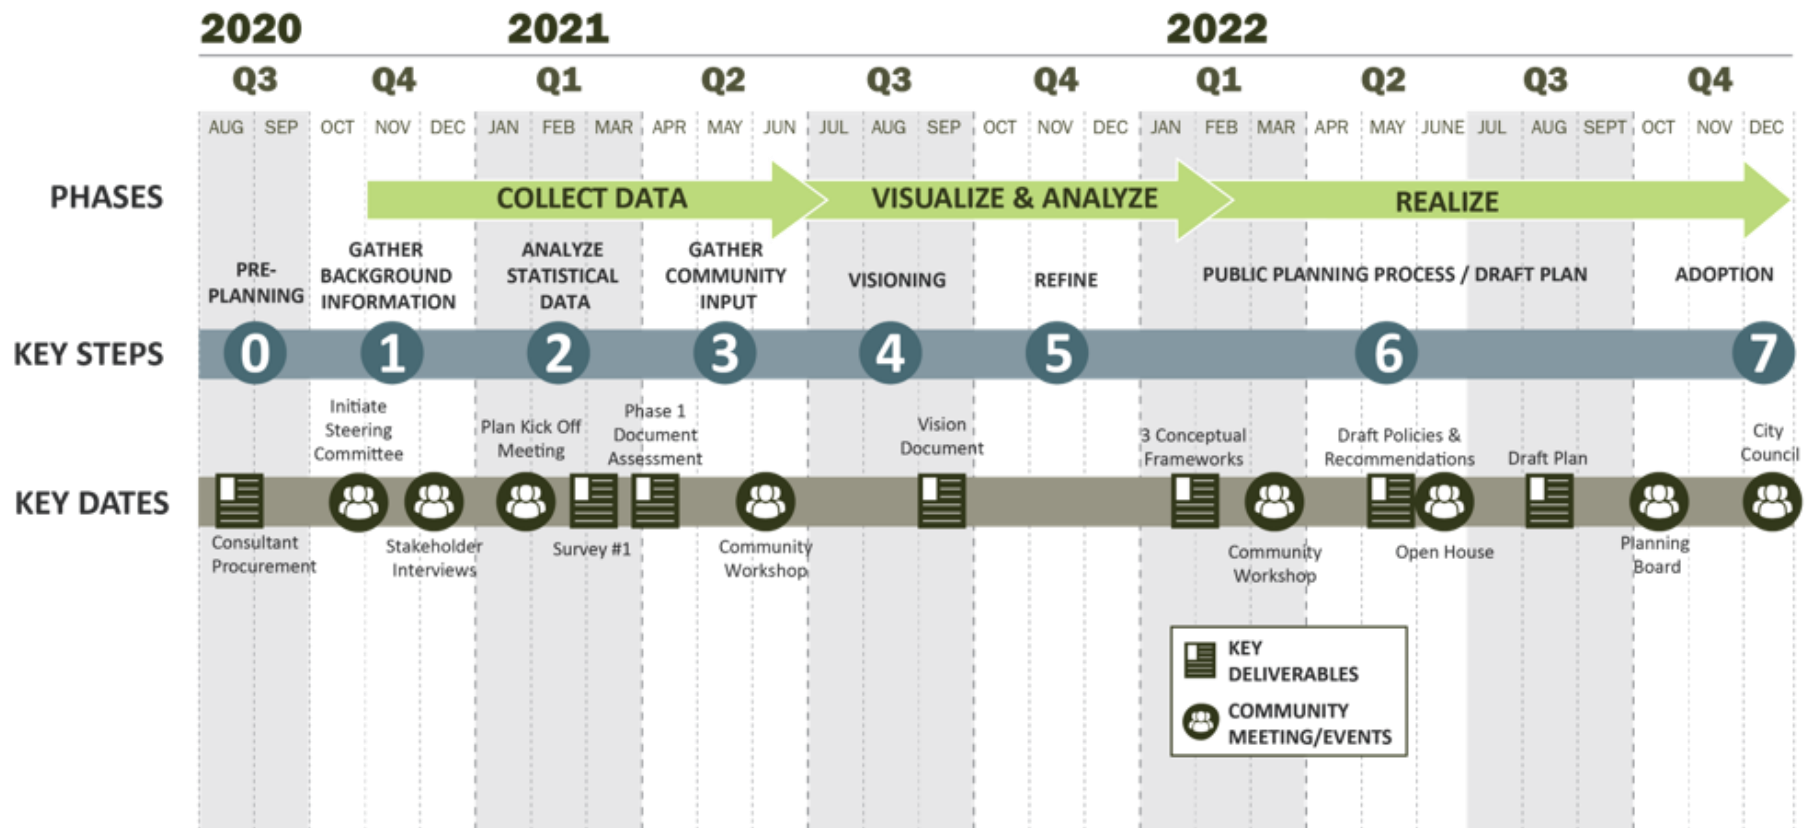 2020 2021 2022
Q3 Q4 Q1 Q2 Q3 Q4 Q1 Q2 Q3 Q4
AUG SEP OCT NOV DEC JAN FEB MAR APR MAY JUN JUL AUG SEP OCT NOV DEC JAN FEB MAR APR MAY JUNE JUL AUG SEPT OCT NOV DEC
PHASES
COLLECT DATA
VISUALIZE & ANALYZE
REALIZE
PRE-
PLANNING
GATHER
BACKGROUND
INFORMATION
ANALYZE
STATISTICAL
DATA
GATHER
COMMUNITY
INPUT
VISIONING
REFINE
PUBLIC PLANNING PROCESS / DRAFT PLAN
ADOPTION
KEY STEPS
0 1 2 3 4 5 6 7
Initiate
Steering
Committee
Plan Kick Off
Meeting
Phase 1
Document
Assessment
Vision
Document
3 Conceptual
Frameworks
Draft Policies &
Recommendations
Draft Plan
City
Council
KEY DATES
Consultant
Procurement
Stakeholder
Interviews
Survey #1
Community
Workshop
Community
Workshop
Open House
Planning
Board
KEY
DELIVERABLES
COMMUNITY
MEETING/EVENTS